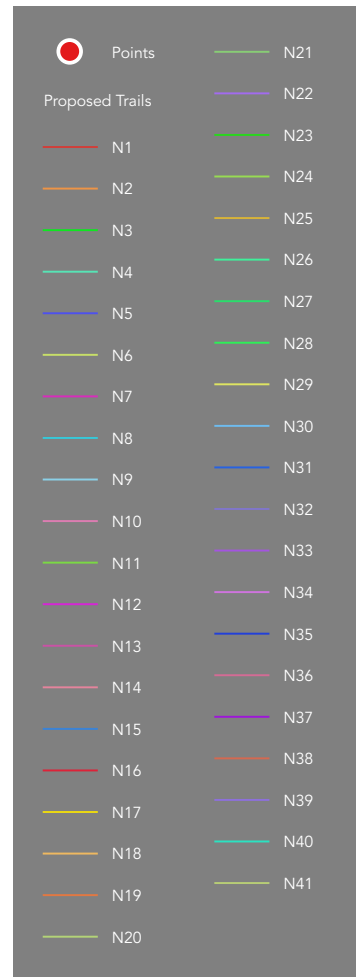 Points
Proposed Trails
N1
N2
N3
N4
N5
N6
N7
N8
N9
N10
N11
N12
N13
N14
N15
N16
N17
N18
N19
N20
N21
N22
N23
N24
N25
N26
N27
N28
N29
N30
N31
N32
N33
N34
N35
N36
N37
N38
N39
N40
N41